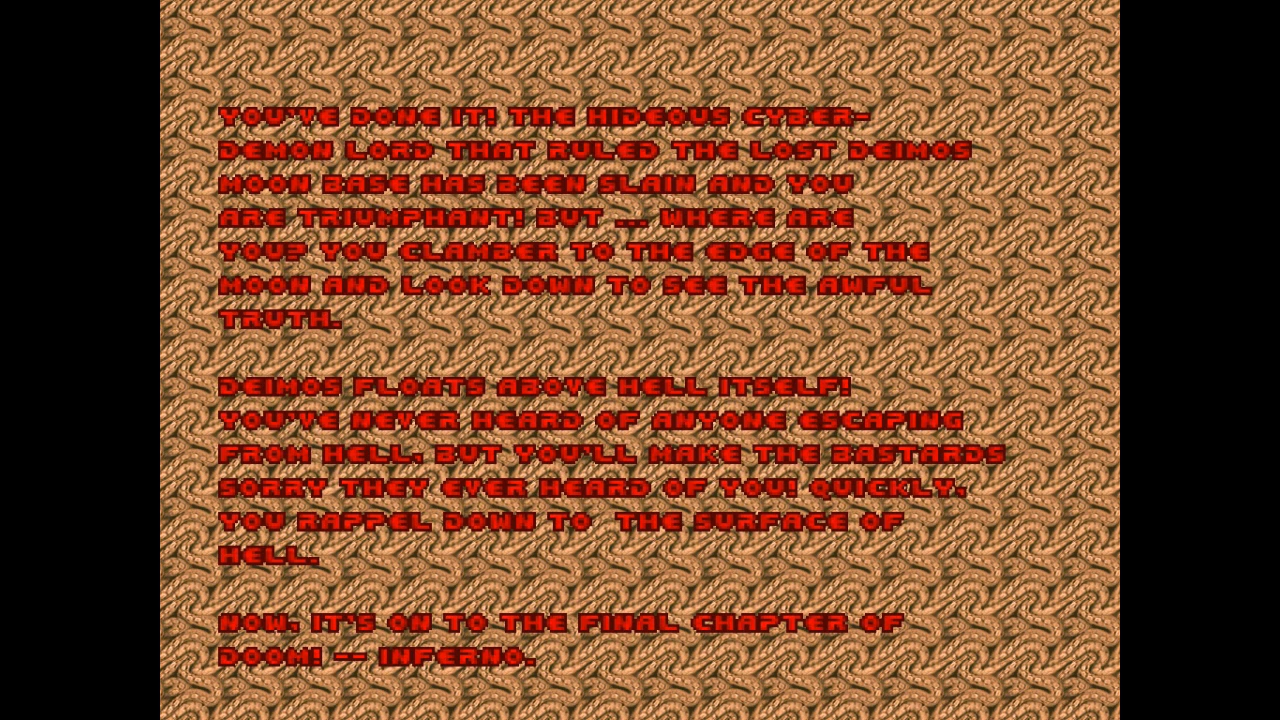 YOU'VE DONE IT! THE HIDEOUS CYBER-
DEMON LORD THAT RULED THE LOST DEIMOS
MOON BASE HAS BEEN SLAIN AND YOU
ARE TRIUMPHANT! BUT ... WHERE ARE
YOU? YOU CLAMBER TO THE EDGE OF THE
MOON AND LOOK DOWN TO SEE THE AWFUL
TRUTH.
DEIMOS FLOATS ABOVE HELL ITSELF!
YOU'VE NEVER HEARD OF ANYONE ESCAPING
FROM HELL, BUT YOU'LL MAKE THE BASTARDS
SORRY THEY EVER HEARD OF YOU! QUICKLY,
YOU RAPPEL DOWN TO  THE SURFACE OF
HELL.
NOW, IT'S ON TO THE FINAL CHAPTER OF
DOOM! -- INFERNO.